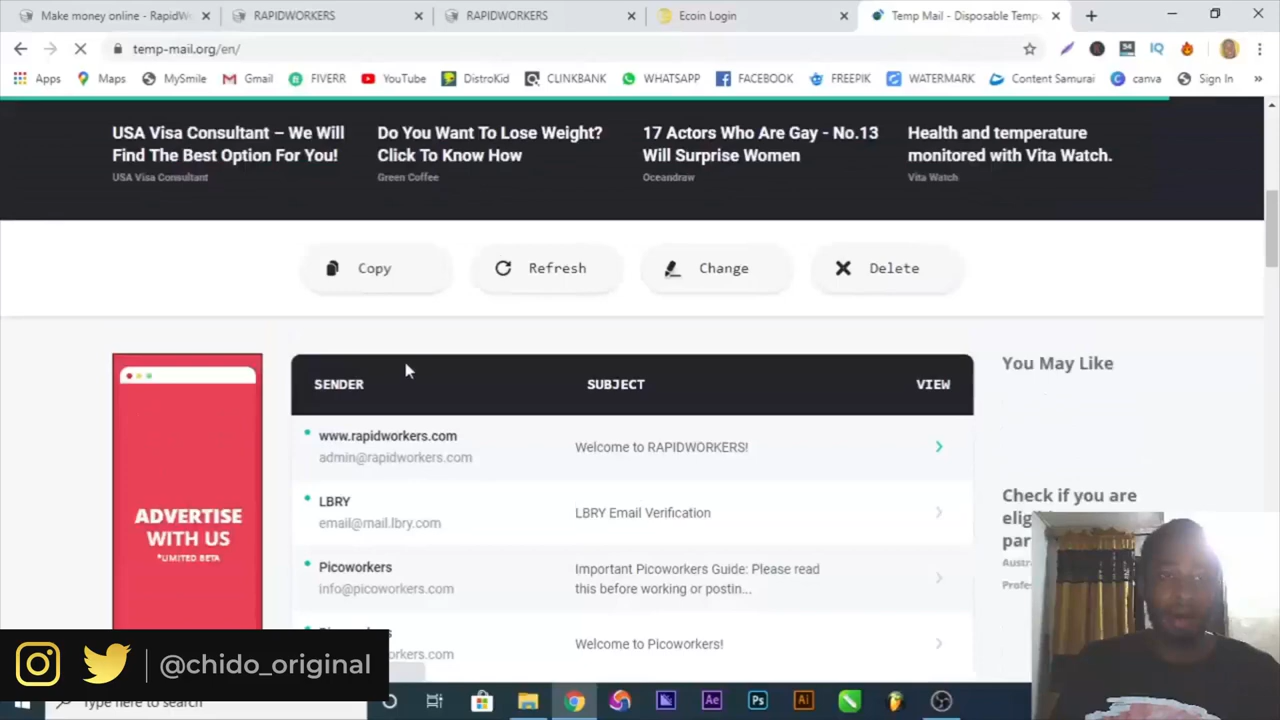 Make money online - RapidW
RAPIDWORKERS
RAPIDWORKERS
Ecoin Login
Temp Mail - Disposable Temp
temp-mail.org/en/
Apps
Maps
MySmile
Gmail
FIVERR
YouTube
DistroKid
CLINKBANK
WHATSAPP
FACEBOOK
FREEPIK
WATERMARK
Content Samurai
canva
Sign In
USA Visa Consultant – We Will
Find The Best Option For You!
USA Visa Consultant
Do You Want To Lose Weight?
Click To Know How
Green Coffee
17 Actors Who Are Gay - No.13
Will Surprise Women
Oceandraw
Health and temperature
monitored with Vita Watch.
Vita Watch
Copy
Refresh
Change
Delete
ADVERTISE
WITH US
*LIMITED BETA
SENDER
SUBJECT
VIEW
www.rapidworkers.com
admin@rapidworkers.com
Welcome to RAPIDWORKERS!
LBRY
email@mail.lbry.com
LBRY Email Verification
Picoworkers
info@picoworkers.com
Important Picoworkers Guide: Please read
this before working or postin...
Welcome to Picoworkers!
You May Like
Check if you are
@chido_original
Type here to search
Ae
Ps
Ai